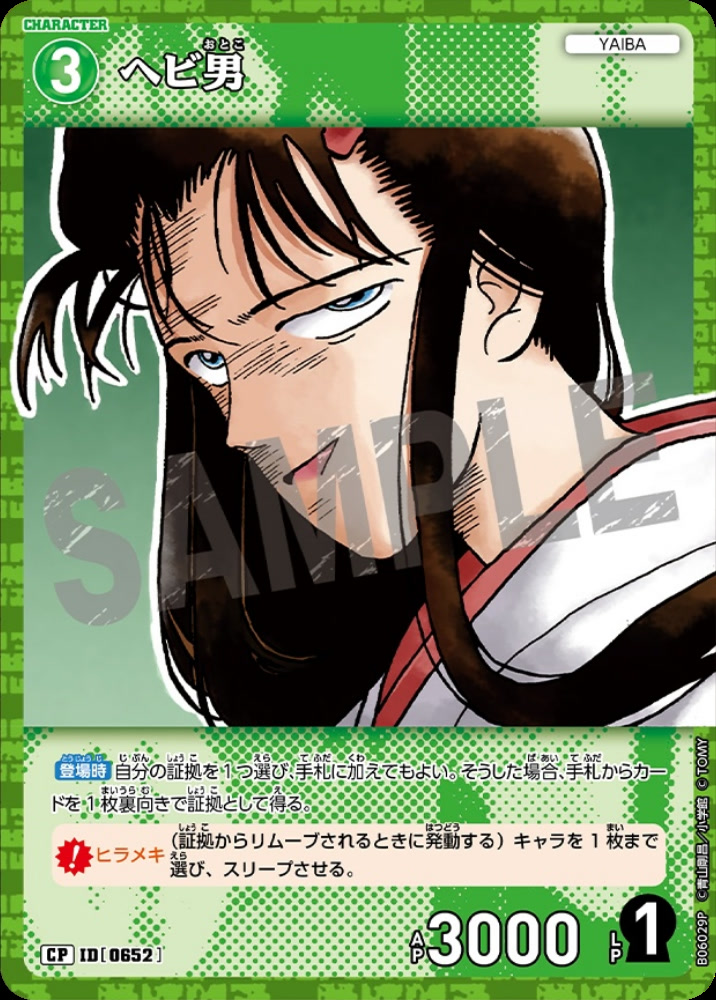 CHARACTER
3
ヘビ男
おとこ
YAIBA
SAMPLE
登場時 自分の証拠を1つ選び、手札に加えてもよい。そうした場合、手札からカー
ドを1枚裏向きで証拠として得る。
ヒラメキ (証拠からリムーブされるときに発動する) キャラを1枚まで
選び、スリープさせる。
CP ID[0652]
AP 3000
LP 1
B06029P ©青山剛昌/小学館 ©TOMY